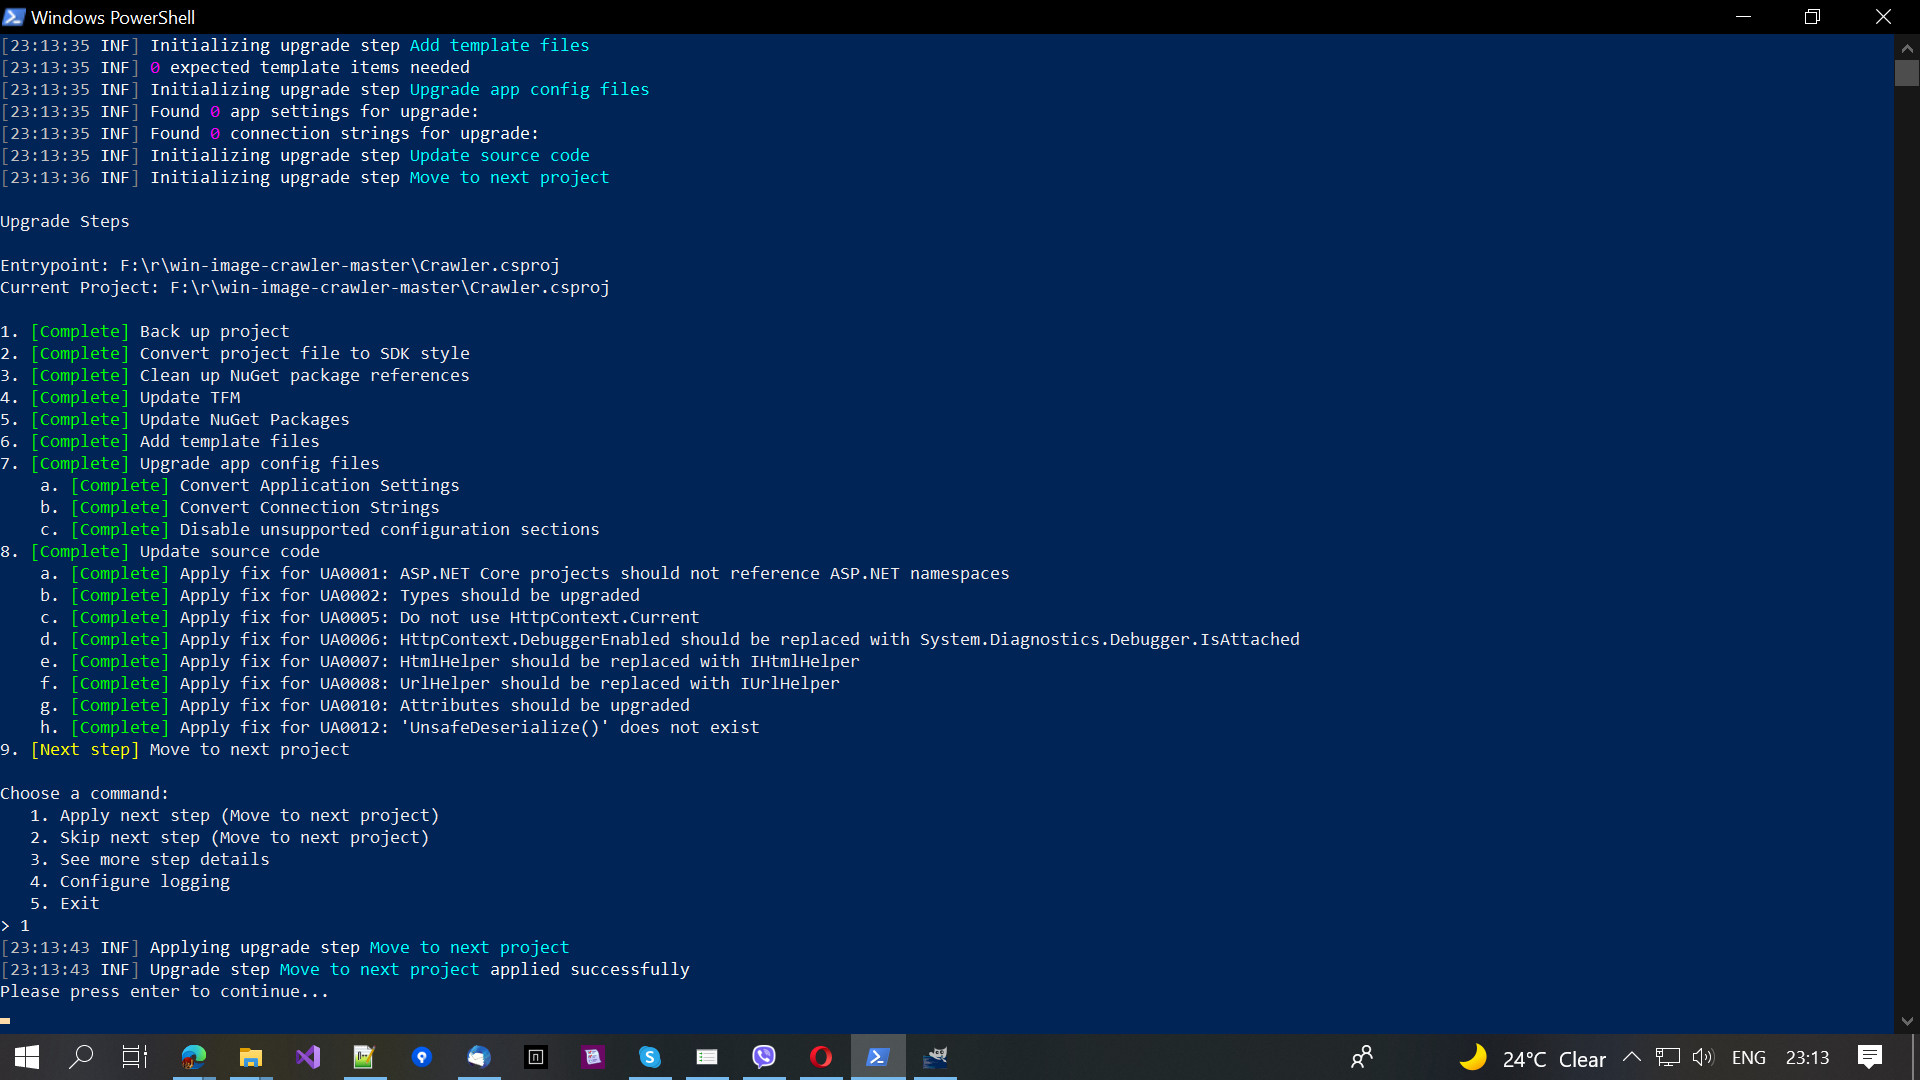 Windows PowerShell
[23:13:35 INF] Initializing upgrade step Add template files
[23:13:35 INF] 0 expected template items needed
[23:13:35 INF] Initializing upgrade step Upgrade app config files
[23:13:35 INF] Found 0 app settings for upgrade:
[23:13:35 INF] Found 0 connection strings for upgrade:
[23:13:35 INF] Initializing upgrade step Update source code
[23:13:36 INF] Initializing upgrade step Move to next project
Upgrade Steps
Entrypoint: F:\r\win-image-crawler-master\Crawler.csproj
Current Project: F:\r\win-image-crawler-master\Crawler.csproj
1. [Complete] Back up project
2. [Complete] Convert project file to SDK style
3. [Complete] Clean up NuGet package references
4. [Complete] Update TFM
5. [Complete] Update NuGet Packages
6. [Complete] Add template files
7. [Complete] Upgrade app config files
a. [Complete] Convert Application Settings
b. [Complete] Convert Connection Strings
c. [Complete] Disable unsupported configuration sections
8. [Complete] Update source code
a. [Complete] Apply fix for UA0001: ASP.NET Core projects should not reference ASP.NET namespaces
b. [Complete] Apply fix for UA0002: Types should be upgraded
c. [Complete] Apply fix for UA0005: Do not use HttpContext.Current
d. [Complete] Apply fix for UA0006: HttpContext.DebuggerEnabled should be replaced with System.Diagnostics.Debugger.IsAttached
e. [Complete] Apply fix for UA0007: HtmlHelper should be replaced with IHtmlHelper
f. [Complete] Apply fix for UA0008: UrlHelper should be replaced with IUrlHelper
g. [Complete] Apply fix for UA0010: Attributes should be upgraded
h. [Complete] Apply fix for UA0012: 'UnsafeDeserialize()' does not exist
9. [Next step] Move to next project
Choose a command:
1. Apply next step (Move to next project)
2. Skip next step (Move to next project)
3. See more step details
4. Configure logging
5. Exit
> 1
[23:13:43 INF] Applying upgrade step Move to next project
[23:13:43 INF] Upgrade step Move to next project applied successfully
Please press enter to continue...
24°C Clear ENG 23:13